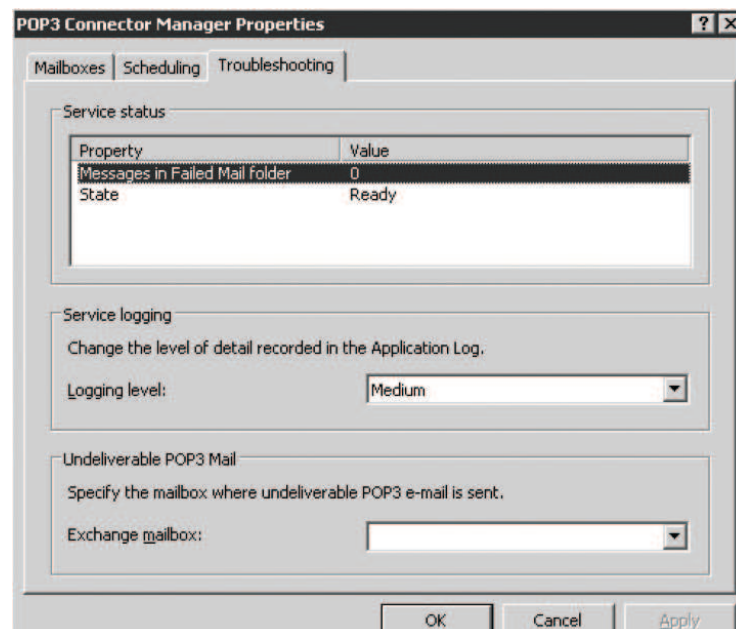 POP3 Connector Manager Properties
Mailboxes Scheduling Troubleshooting
Service status
Property Value
Messages in Failed Mail folder 0
State Ready
Service logging
Change the level of detail recorded in the Application Log.
Logging level: Medium
Undeliverable POP3 Mail
Specify the mailbox where undeliverable POP3 e-mail is sent.
Exchange mailbox:
OK Cancel Apply